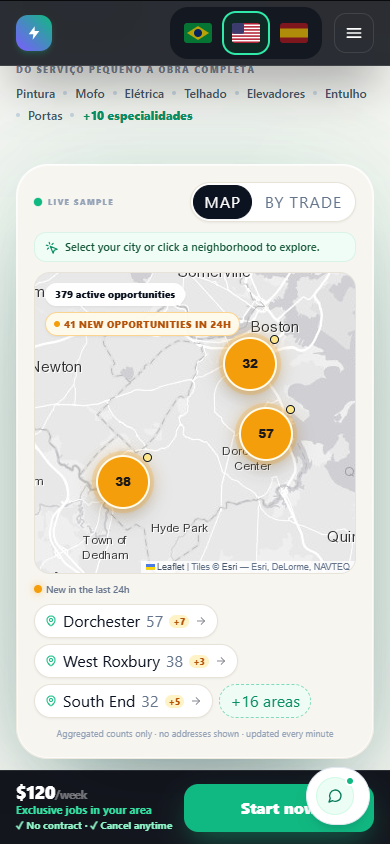 DO SERVIÇO PEQUENO À OBRA COMPLETA
Pintura • Mofo • Elétrica • Telhado • Elevadores • Entulho
• Portas • +10 especialidades
LIVE SAMPLE
MAP
BY TRADE
Select your city or click a neighborhood to explore.
Somerville
379 active opportunities
41 NEW OPPORTUNITIES IN 24H
Boston
Newton
32
57
Center
38
Hyde Park
Town of
Dedham
Leaflet | Tiles © Esri — Esri, DeLorme, NAVTEQ
New in the last 24h
Dorchester 57 +7 →
West Roxbury 38 +3 →
South End 32 +5 →
+16 areas
Aggregated counts only · no addresses shown · updated every minute
$120/week
Exclusive jobs in your area
✓ No contract · ✓ Cancel anytime
Start now